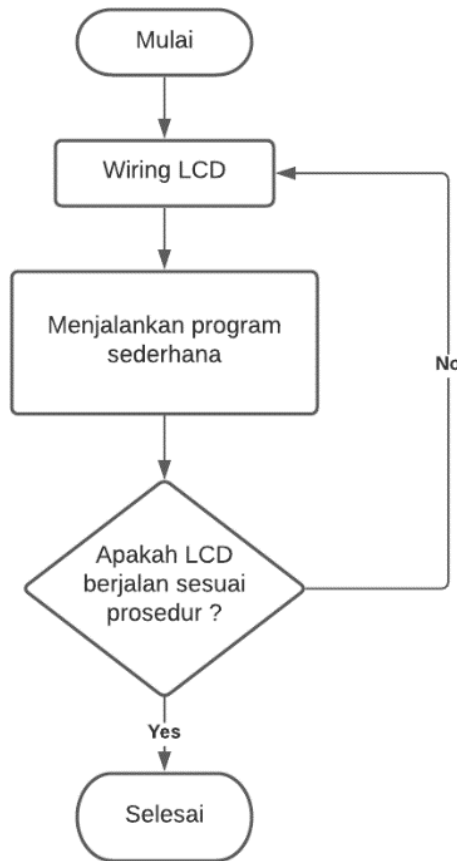 Mulai
Wiring LCD
Menjalankan program
sederhana
No
Apakah LCD
berjalan sesuai
prosedur ?
Yes
Selesai